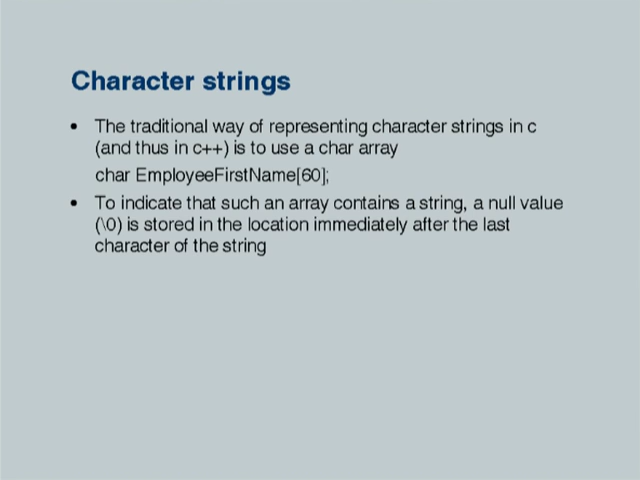 Character strings
• The traditional way of representing character strings in c
(and thus in c++) is to use a char array
char EmployeeFirstName[60];
• To indicate that such an array contains a string, a null value
(\0) is stored in the location immediately after the last
character of the string